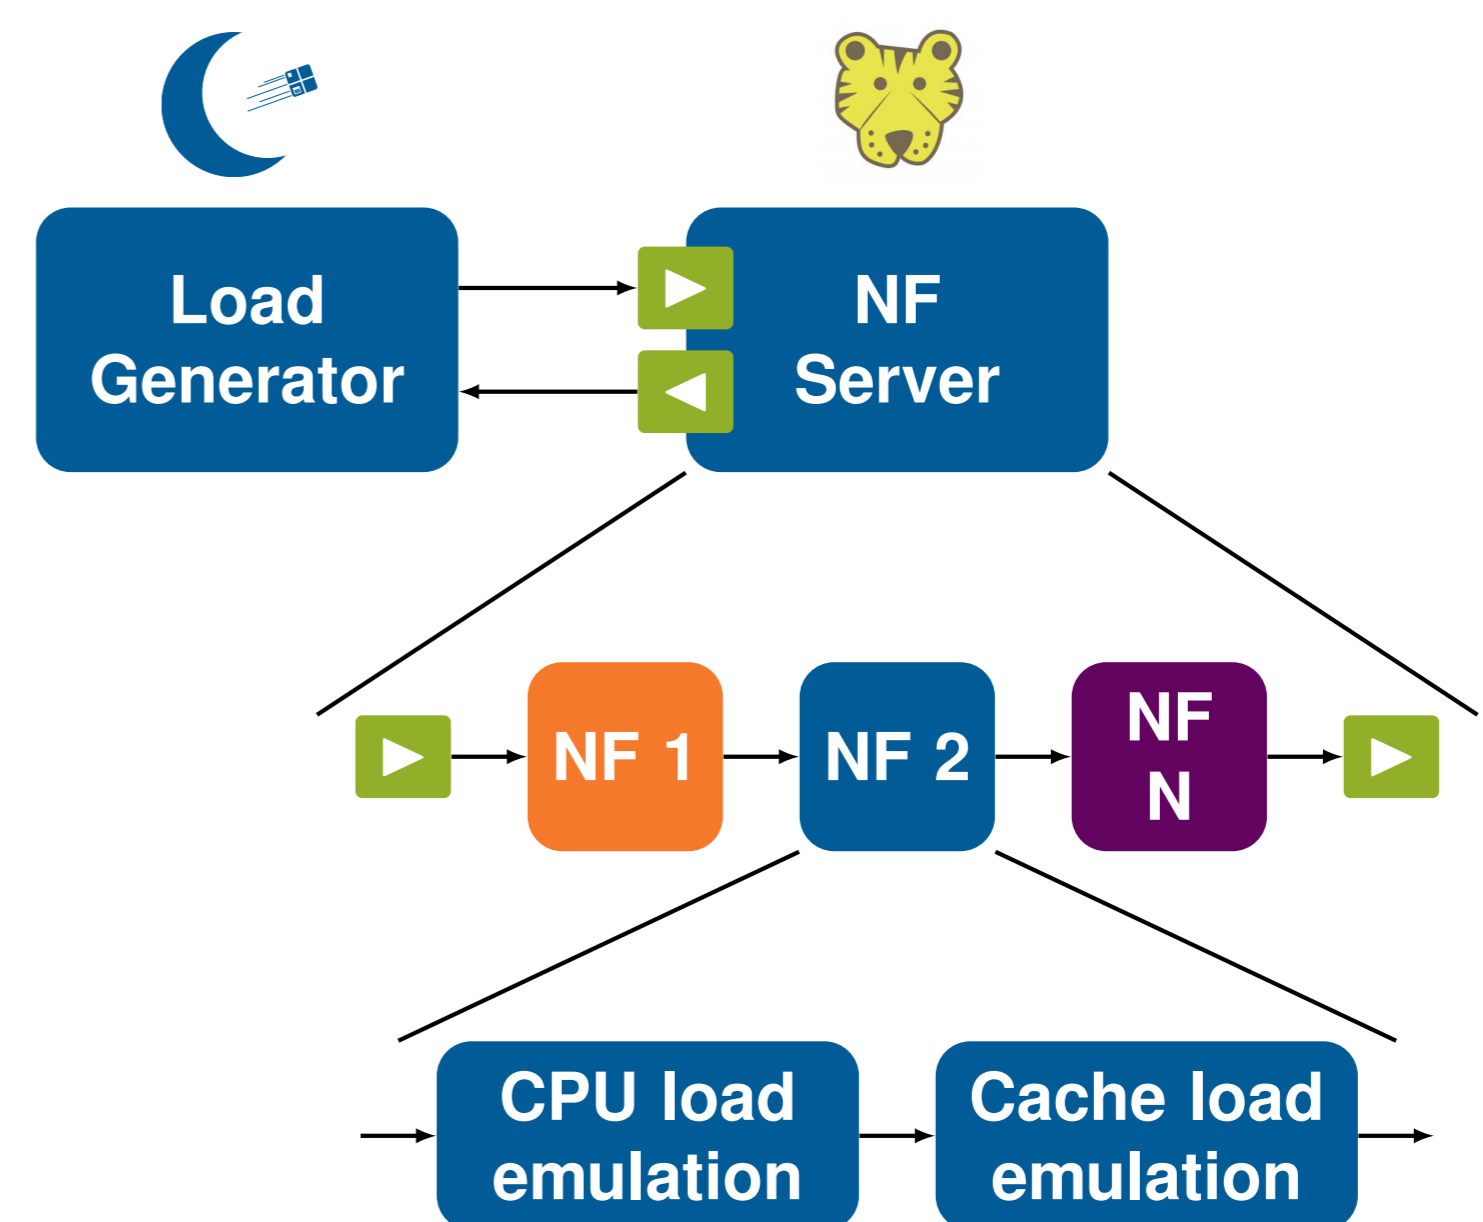 Load
Generator
NF
Server
NF 1
NF 2
NF
N
CPU load
emulation
Cache load
emulation